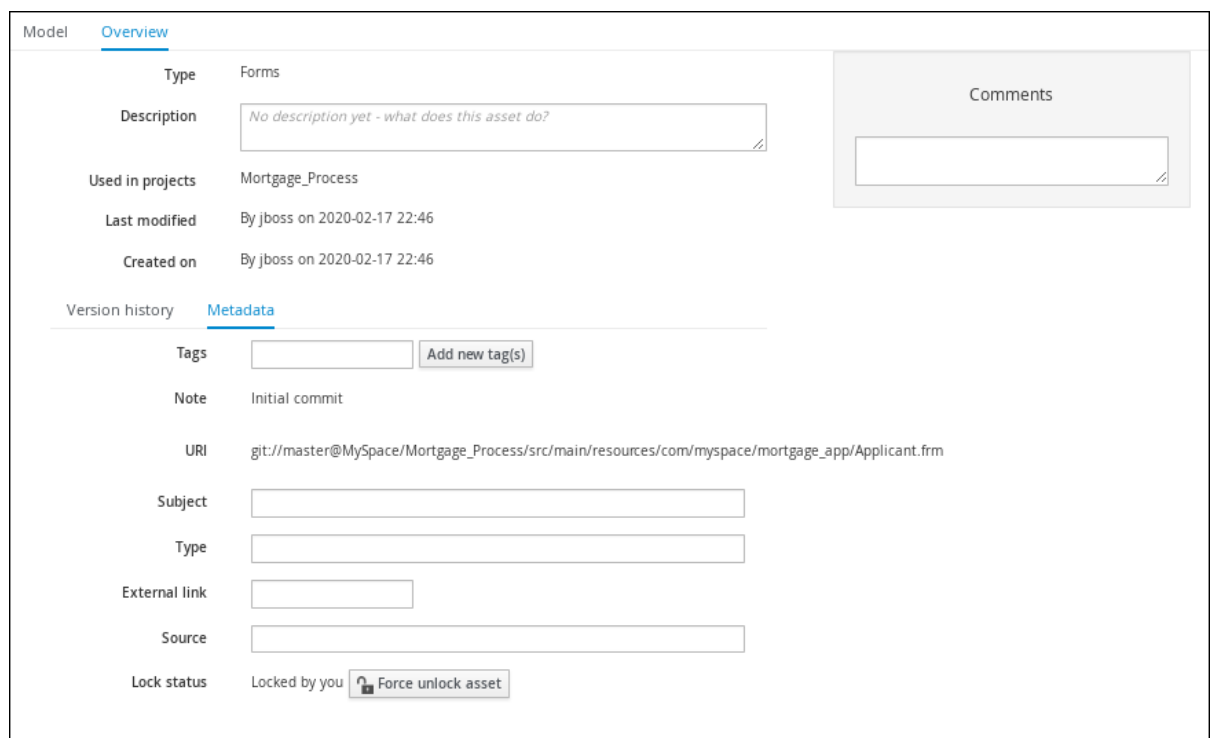 Model Overview
Type Forms
Comments
Description No description yet - what does this asset do?
Used in projects Mortgage_Process
Last modified By jboss on 2020-02-17 22:46
Created on By jboss on 2020-02-17 22:46
Version history Metadata
Tags Add new tag(s)
Note Initial commit
URI git://master@MySpace/Mortgage_Process/src/main/resources/com/myspace/mortgage_app/Applicant.frm
Subject
Type
External link
Source
Lock status Locked by you Force unlock asset